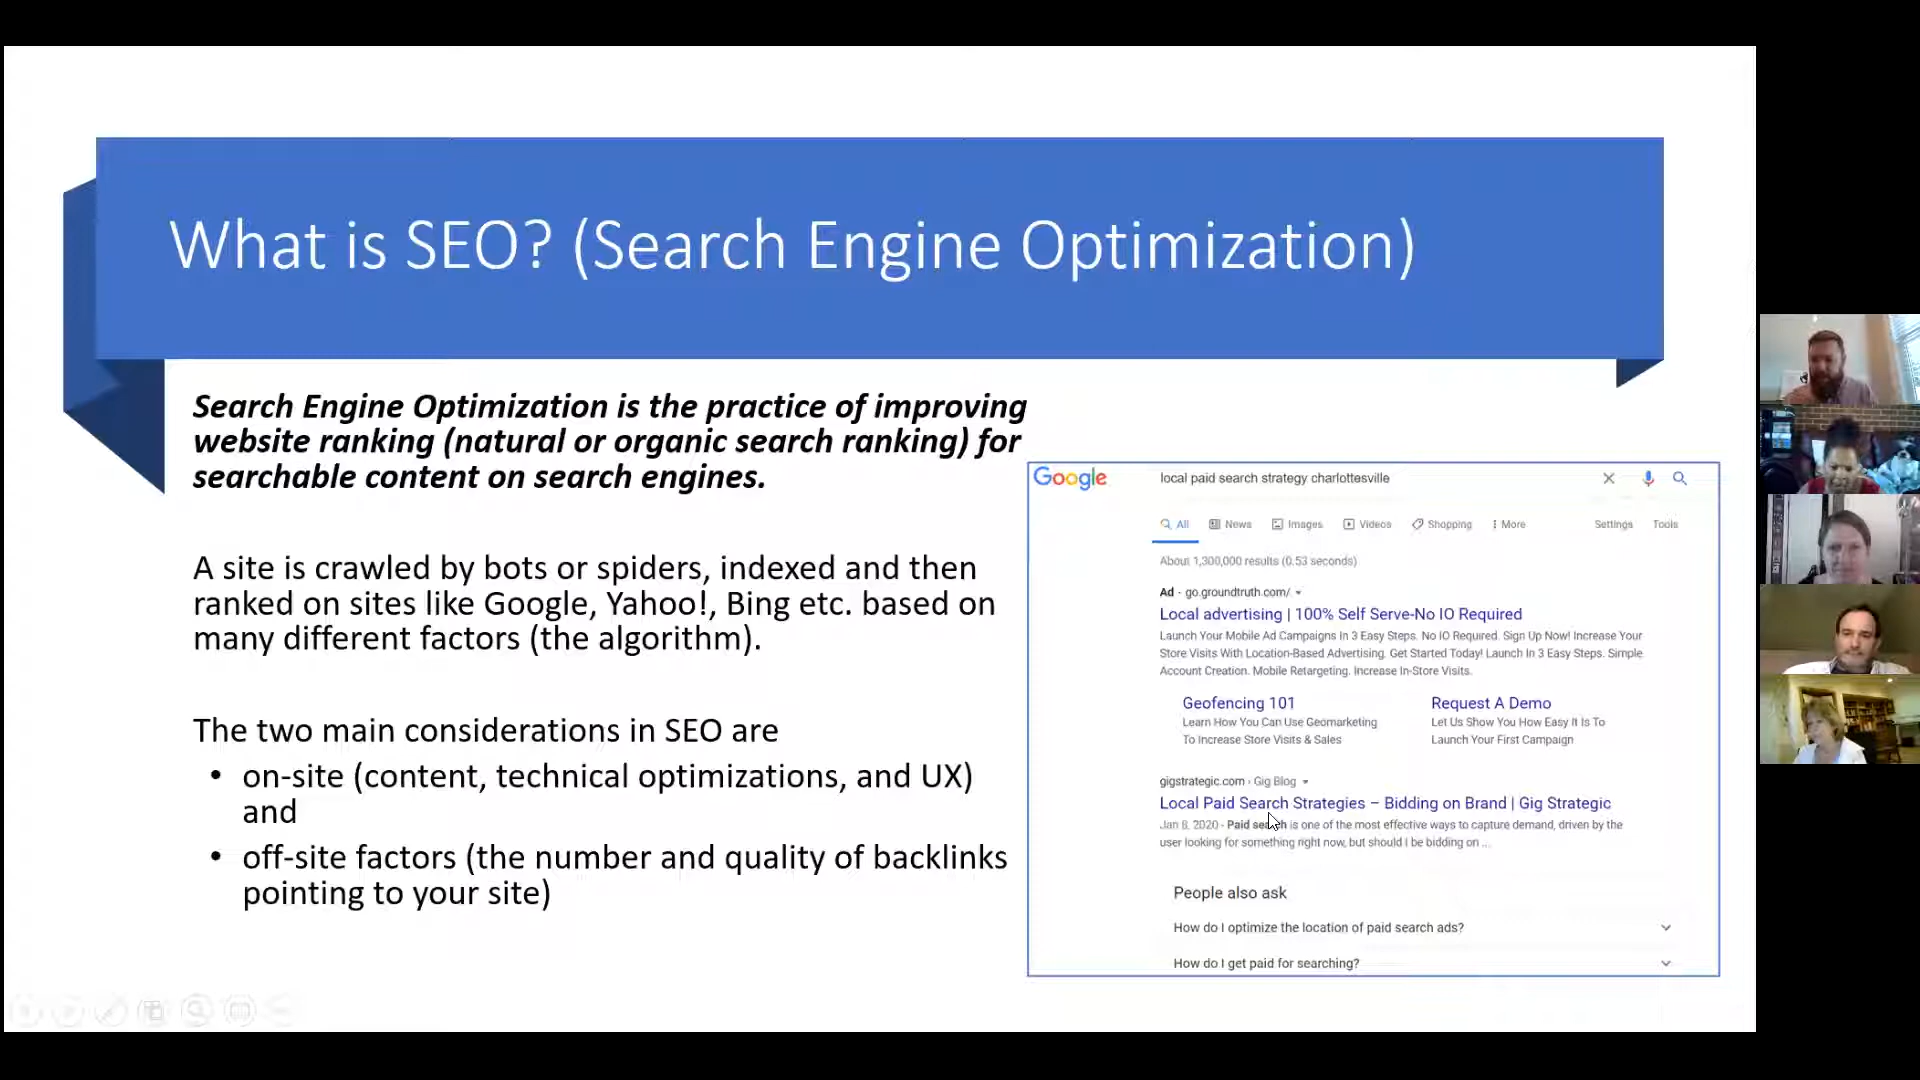 What is SEO? (Search Engine Optimization)
Search Engine Optimization is the practice of improving
website ranking (natural or organic search ranking) for
searchable content on search engines.
A site is crawled by bots or spiders, indexed and then
ranked on sites like Google, Yahoo!, Bing etc. based on
many different factors (the algorithm).
The two main considerations in SEO are
• on-site (content, technical optimizations, and UX)
and
• off-site factors (the number and quality of backlinks
pointing to your site)
Google
local paid search strategy charlottesville
All News Images Videos Shopping More Settings Tools
About 1,300,000 results (0.53 seconds)
Ad · go.groundtruth.com/
Local advertising | 100% Self Serve-No IO Required
Launch Your Mobile Ad Campaigns In 3 Easy Steps. No IO Required. Sign Up Now! Increase Your
Store Visits With Location-Based Advertising. Get Started Today! Launch In 3 Easy Steps. Simple
Account Creation. Mobile Retargeting. Increase In-Store Visits.
Geofencing 101
Learn How You Can Use Geomarketing
To Increase Store Visits & Sales
Request A Demo
Let Us Show You How Easy It Is To
Launch Your First Campaign
gigstrategic.com › Gig Blog
Local Paid Search Strategies – Bidding on Brand | Gig Strategic
Jan 8, 2020 - Paid search is one of the most effective ways to capture demand, driven by the
user looking for something right now, but should I be bidding on ...
People also ask
How do I optimize the location of paid search ads?
How do I get paid for searching?